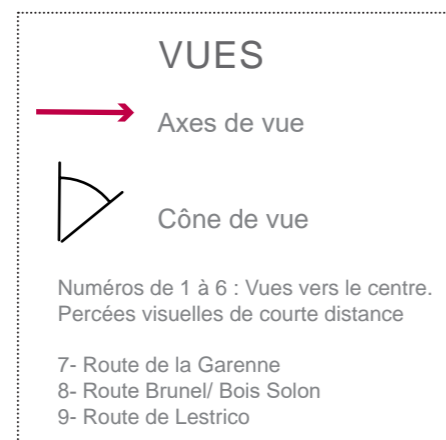 VUES
Axes de vue
Cône de vue
Numéros de 1 à 6 : Vues vers le centre.
Percées visuelles de courte distance
7- Route de la Garenne
8- Route Brunel/ Bois Solon
9- Route de Lestrico